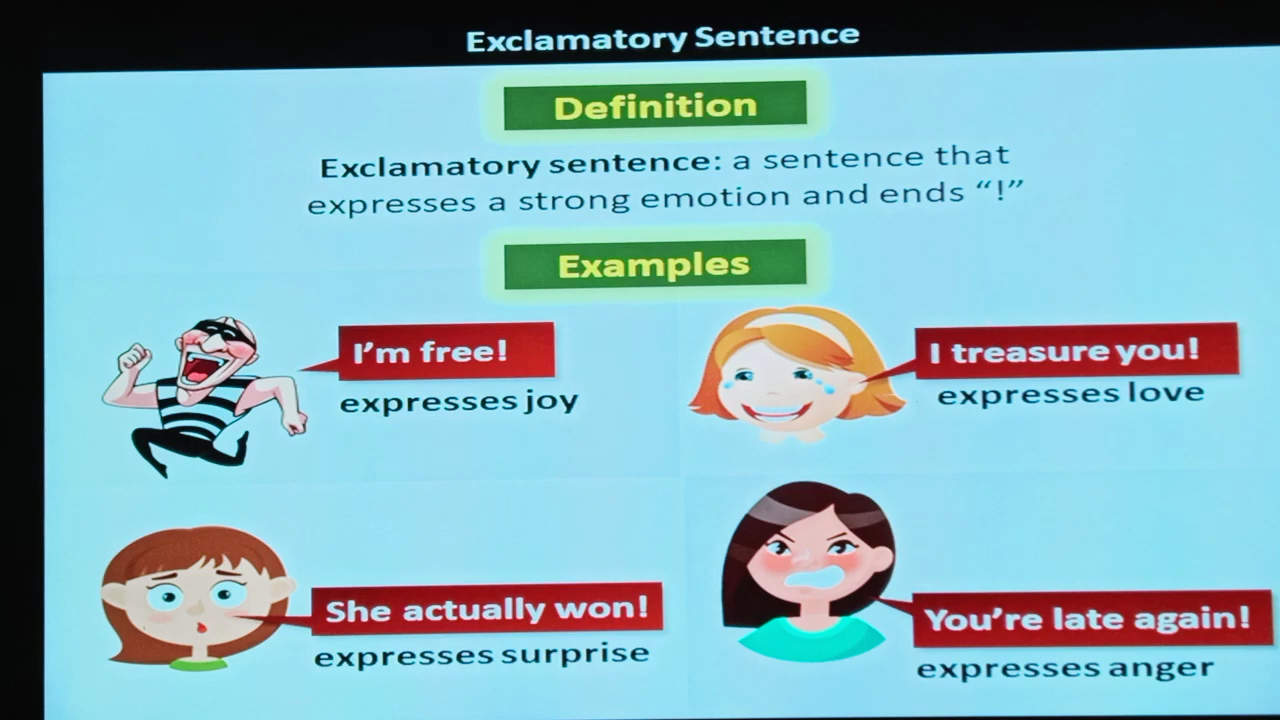 Exclamatory Sentence
Definition
Exclamatory sentence: a sentence that
expresses a strong emotion and ends “!”
Examples
I’m free!
expresses joy
I treasure you!
expresses love
She actually won!
expresses surprise
You’re late again!
expresses anger